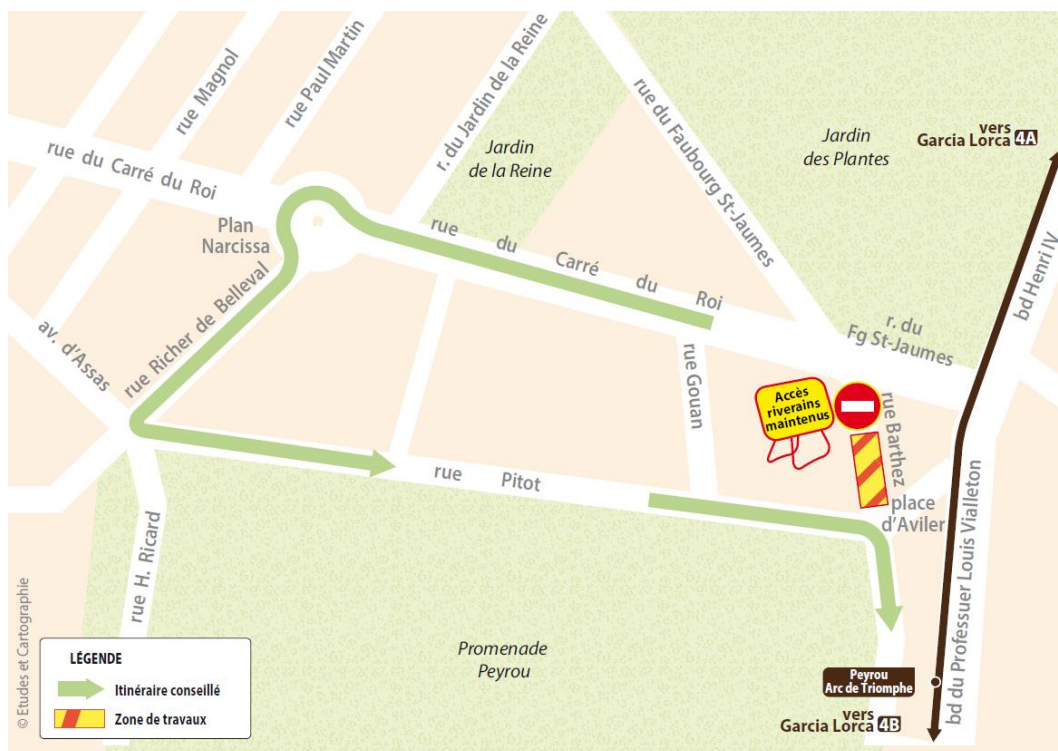 rue Magnol
rue Paul Martin
r. du Jardin de la Reine
rue du Faubourg St-Jaumes
vers
Garcia Lorca 4A
Jardin
des Plantes
Jardin
de la Reine
rue du Carré du Roi
Plan
Narcissa
rue du Carré du Roi
bd Henri IV
r. du
Fg St-Jaumes
av. d'Assas
rue Richer de Belleval
rue Gouan
Accès
riverains
maintenus
rue Barthez
rue Pitot
place
d'Aviler
rue H. Ricard
bd du Professuer Louis Vialleton
© Etudes et Cartographie
LÉGENDE
Itinéraire conseillé
Zone de travaux
Promenade
Peyrou
Peyrou
Arc de Triomphe
vers
Garcia Lorca 4B